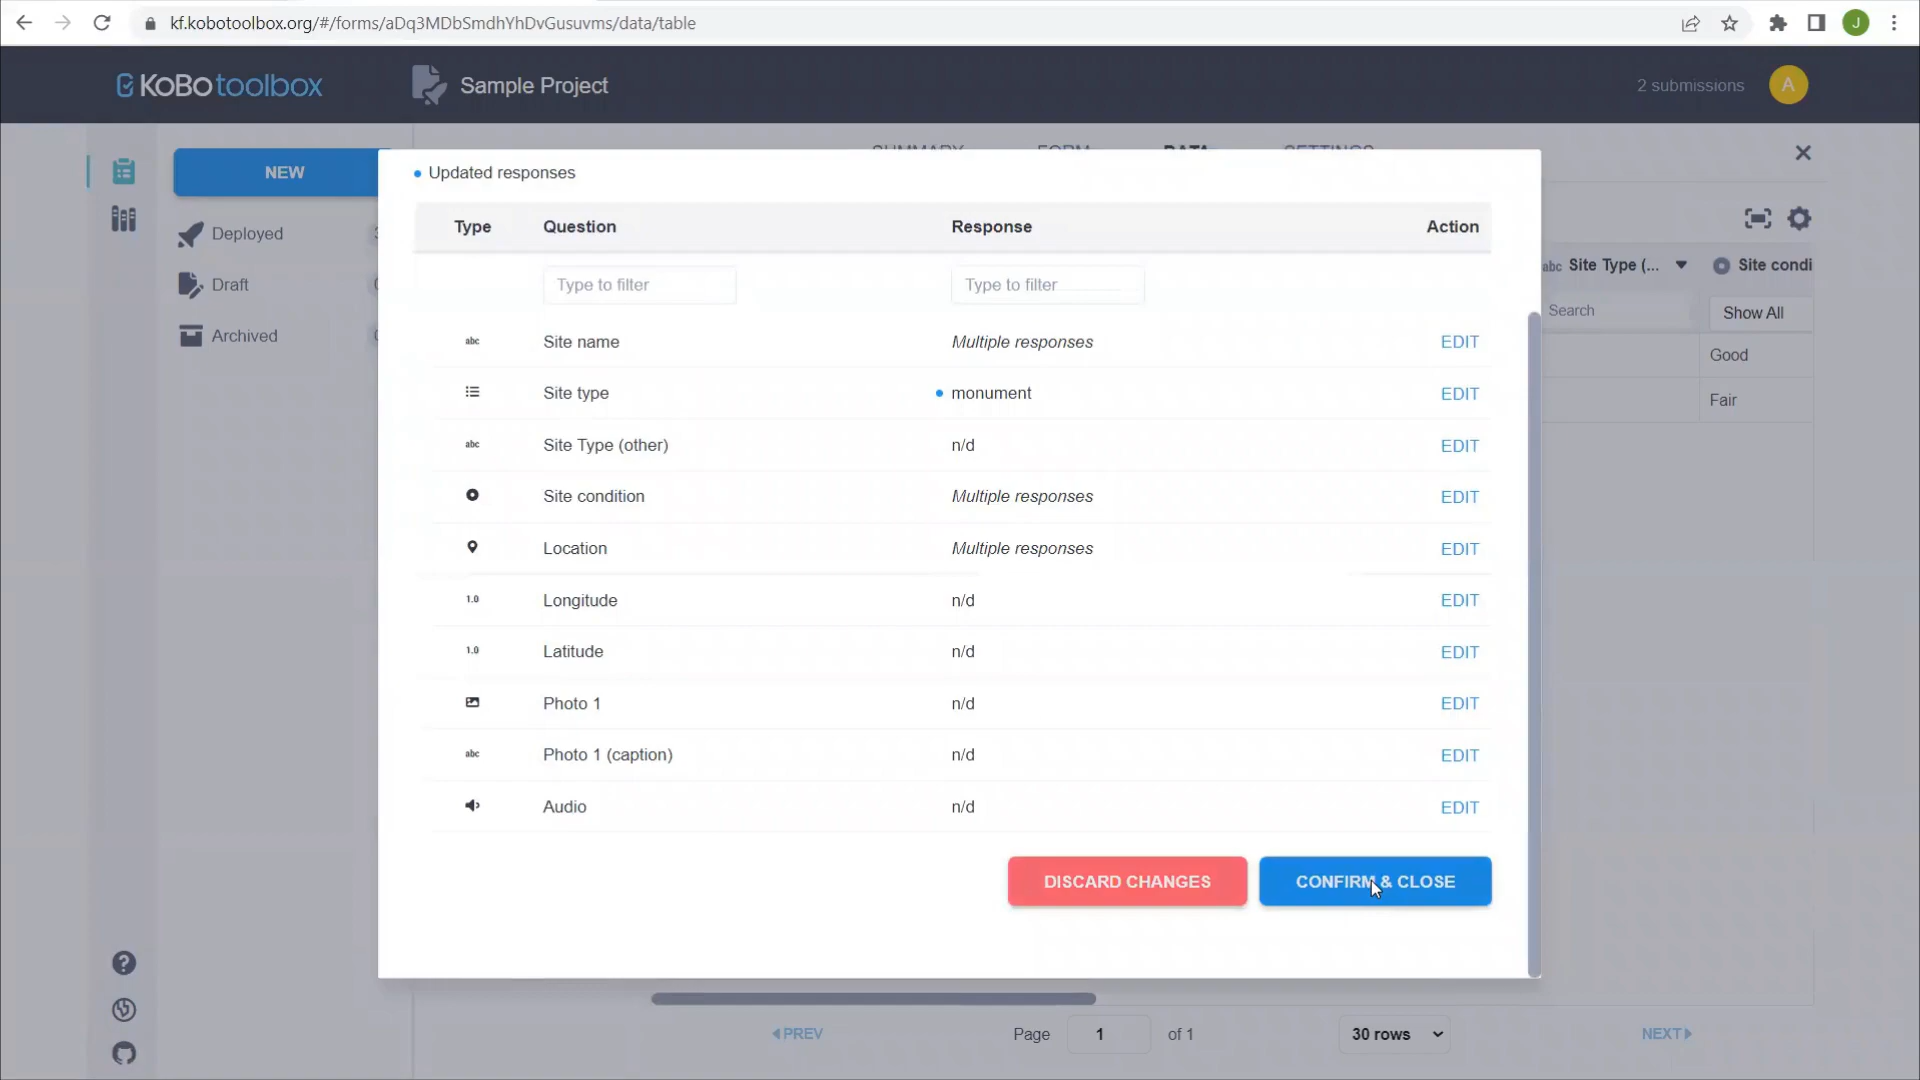 kf.kobotoolbox.org/#/forms/aDq3MDbSmdhYhDvGusuvms/data/table
J
KoBotoolbox
Sample Project
2 submissions
A
SUMMARY FORM DATA SETTINGS
NEW
Deployed
Draft
Archived
Updated responses
Type Question Response Action
Type to filter Type to filter
abc Site name Multiple responses EDIT
Site type monument EDIT
abc Site Type (other) n/d EDIT
Site condition Multiple responses EDIT
Location Multiple responses EDIT
1.0 Longitude n/d EDIT
1.0 Latitude n/d EDIT
Photo 1 n/d EDIT
abc Photo 1 (caption) n/d EDIT
Audio n/d EDIT
DISCARD CHANGES CONFIRM & CLOSE
abc Site Type (... Site condi
Search Show All
Good
Fair
PREV Page 1 of 1 30 rows NEXT